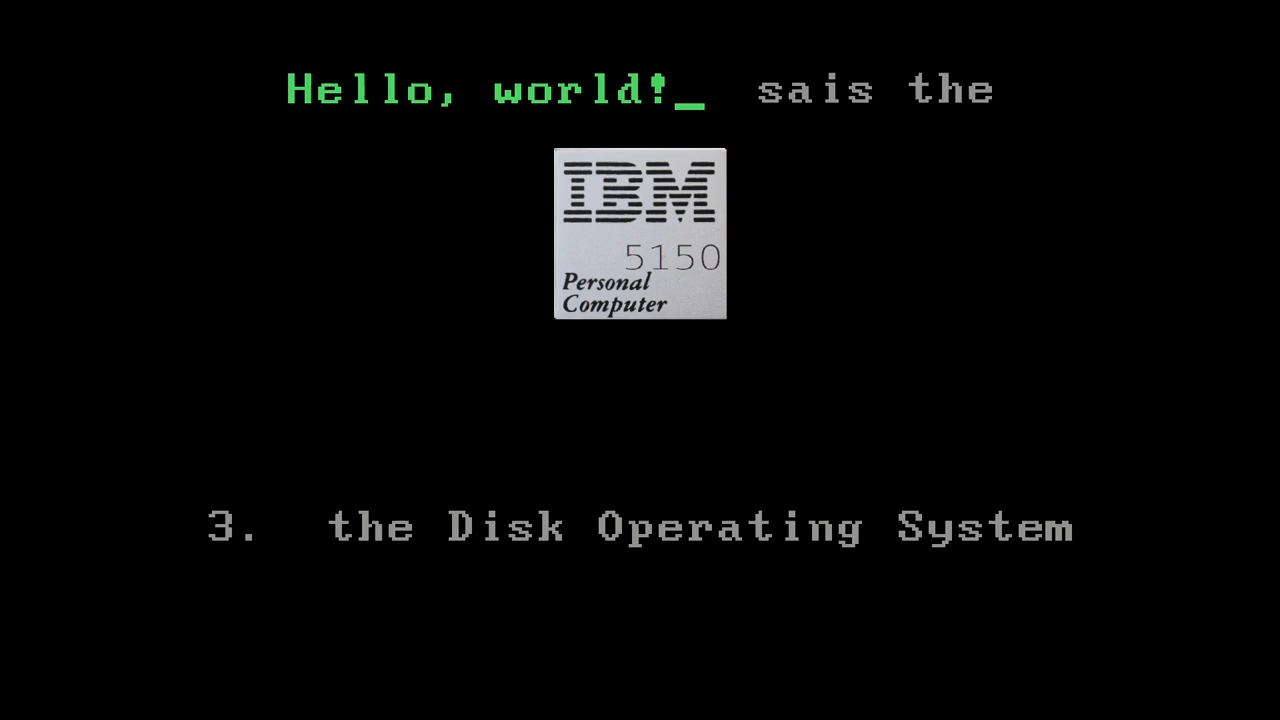 Hello, world!_ sais the
IBM
5150
Personal
Computer
3. the Disk Operating System